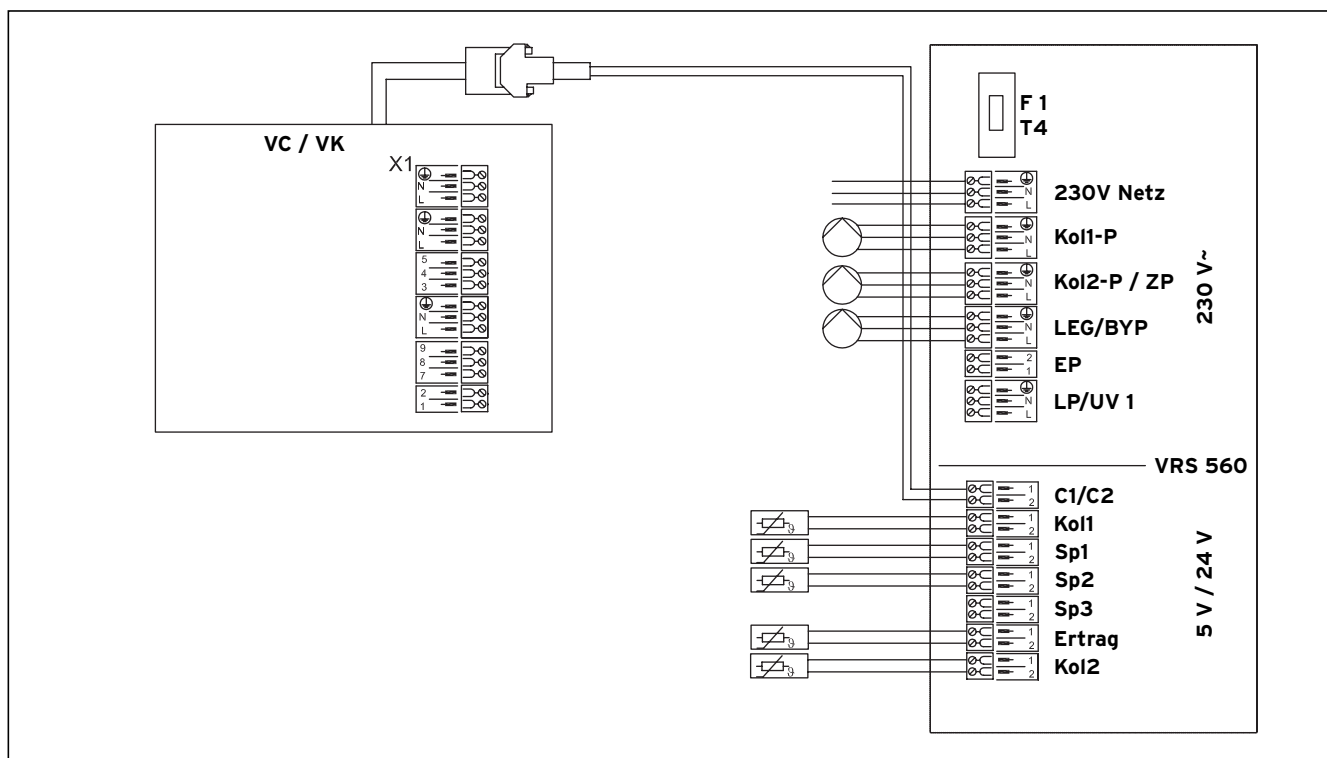 VC / VK
X1
N
L
N
L
5
4
3
N
L
9
8
7
2
1
F 1
T4
N
L
230V Netz
N
L
Kol1-P
N
L
Kol2-P / ZP
N
L
LEG/BYP
2
1
EP
N
L
LP/UV 1
230 V~
VRS 560
1
2
C1/C2
1
2
Kol1
ϑ
1
2
Sp1
ϑ
1
2
Sp2
ϑ
1
2
Sp3
1
2
Ertrag
ϑ
1
2
Kol2
ϑ
5 V / 24 V